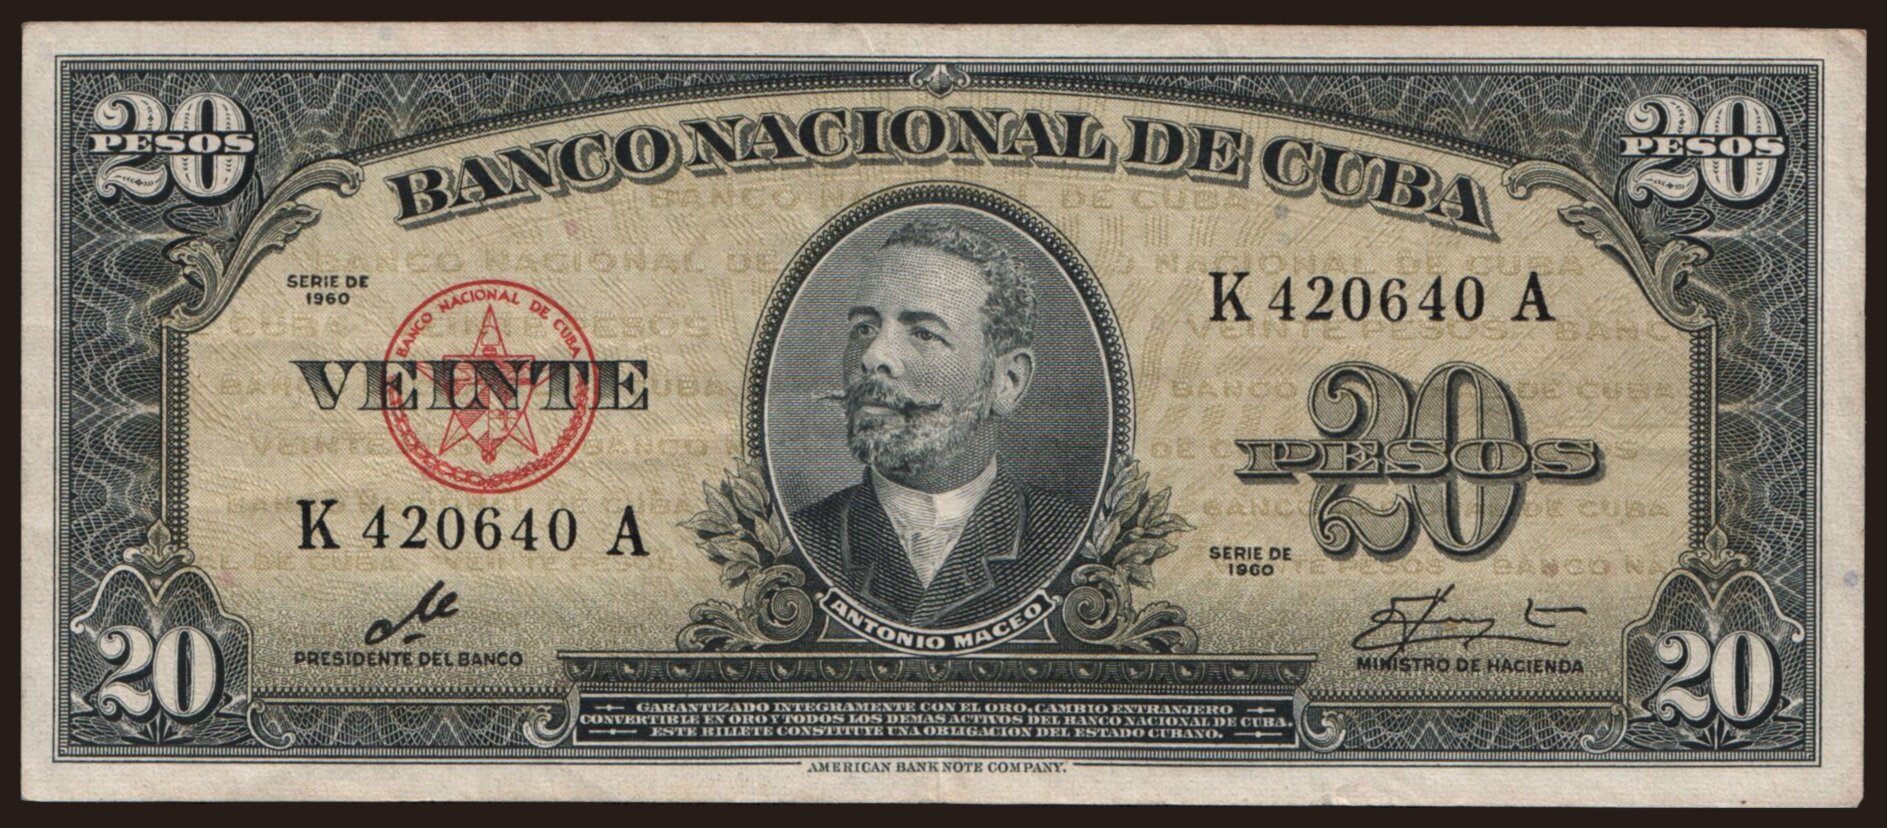 20 PESOS
20 PESOS
BANCO NACIONAL DE CUBA
SERIE DE
1960
BANCO NACIONAL DE CUBA
K 420640 A
VEINTE
20 PESOS
K 420640 A
SERIE DE
1960
ANTONIO MACEO
PRESIDENTE DEL BANCO
MINISTRO DE HACIENDA
20
20
GARANTIZADO INTEGRAMENTE CON EL ORO, CAMBIO EXTRANJERO
CONVERTIBLE EN ORO Y TODOS LOS DEMAS ACTIVOS DEL BANCO NACIONAL DE CUBA.
ESTE BILLETE CONSTITUYE UNA OBLIGACION DEL ESTADO CUBANO.
AMERICAN BANK NOTE COMPANY.